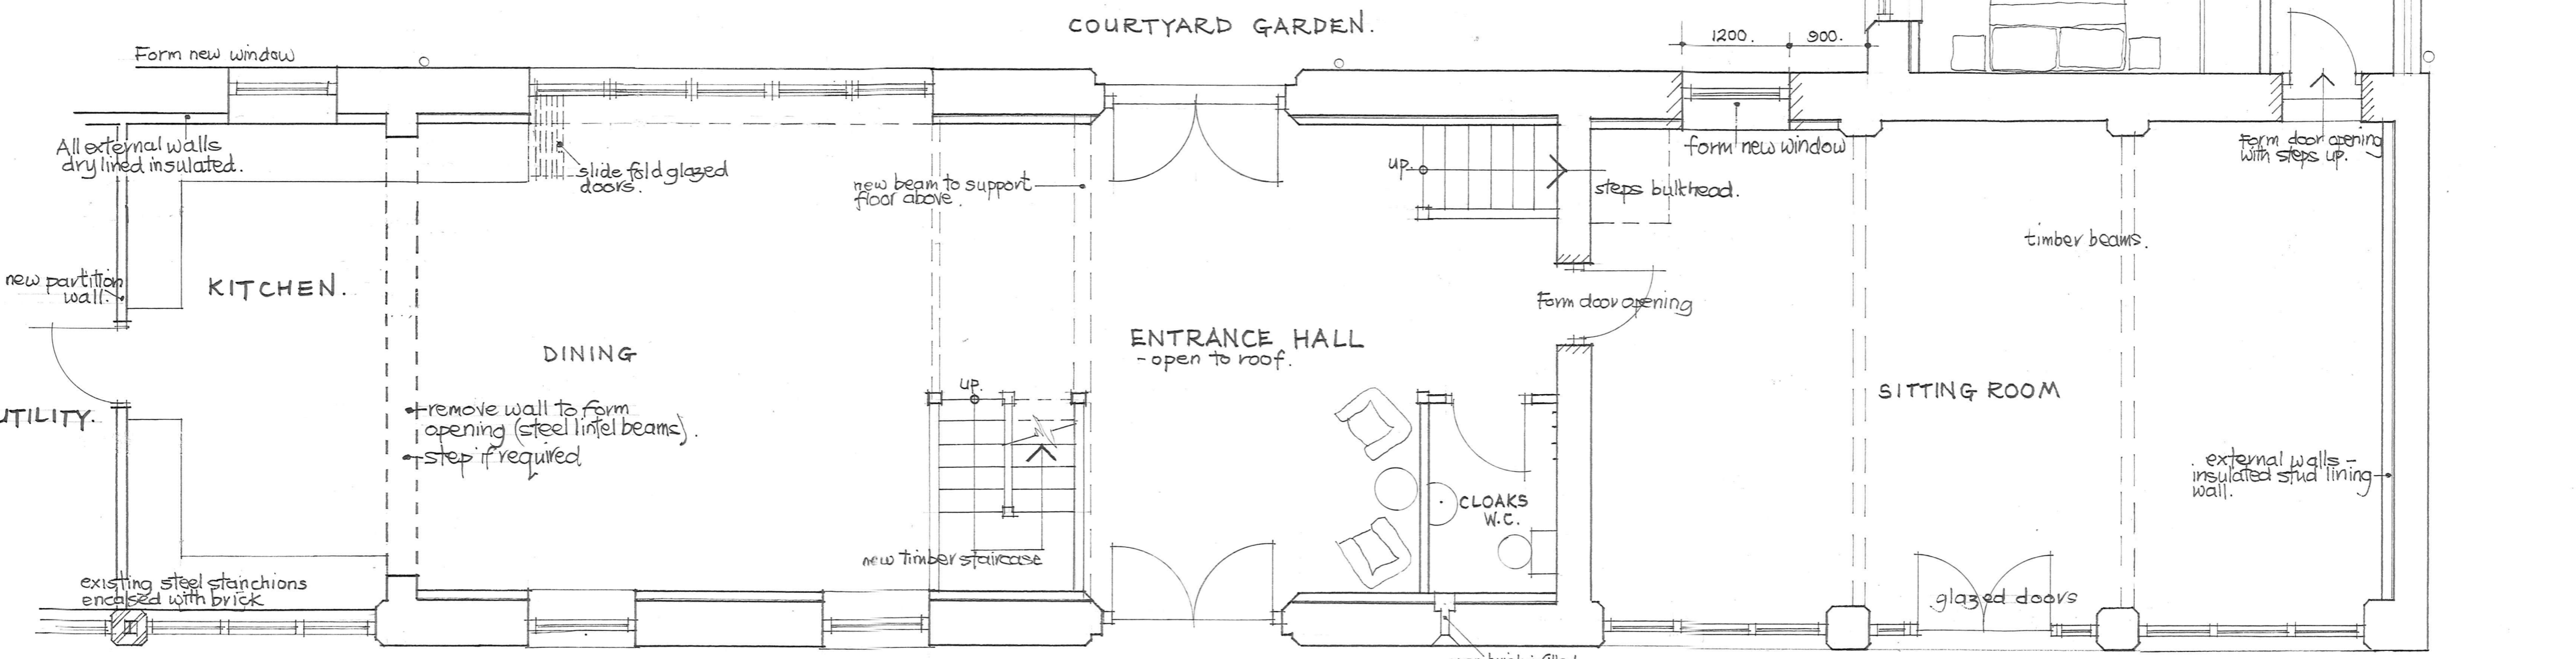 COURTYARD GARDEN.
Form new window
1200.
900.
All external walls
dry lined insulated.
slide fold glazed
doors.
new beam to support
floor above.
up.
form new window
steps bulkhead.
Form door opening
with steps up.
timber beams.
new partition
wall.
KITCHEN.
Form door opening
DINING
ENTRANCE HALL
- open to roof.
SITTING ROOM
up.
UTILITY.
remove wall to form
opening (steel lintel beams).
step if required
external walls -
insulated stud lining
wall.
CLOAKS
W.C.
new timber staircase
existing steel stanchions
encased with brick
glazed doors